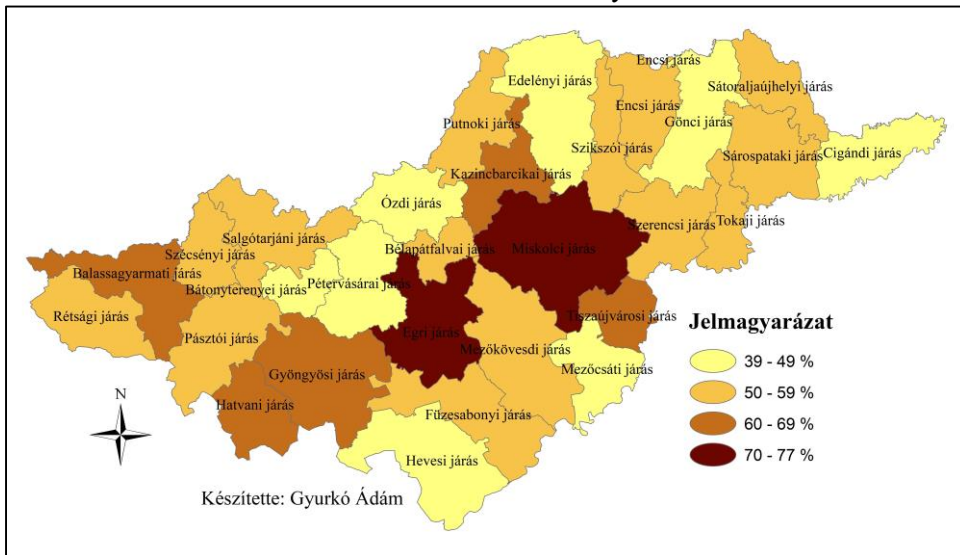 Edelényi járás
Encsi járás
Sátoraljaújhelyi járás
Encsi járás
Putnoki járás
Gönci járás
Szikszói járás
Sárospataki járás
Cigándi járás
Kazincbarcikai járás
Ózdi járás
Szerencsi járás
Tokaji járás
Salgótarjáni járás
Bélapátfalvai járás
Miskolci járás
Szécsényi járás
Balassagyarmati járás
Bátonyterenyei járás
Pétervásárai járás
Rétsági járás
Pásztói járás
Egri járás
Tiszaújvárosi járás
Mezőkövesdi járás
Mezőcsáti járás
Gyöngyösi járás
Hatvani járás
Füzesabonyi járás
Hevesi járás
N
Készítette: Gyurkó Ádám
Jelmagyarázat
39 - 49 %
50 - 59 %
60 - 69 %
70 - 77 %